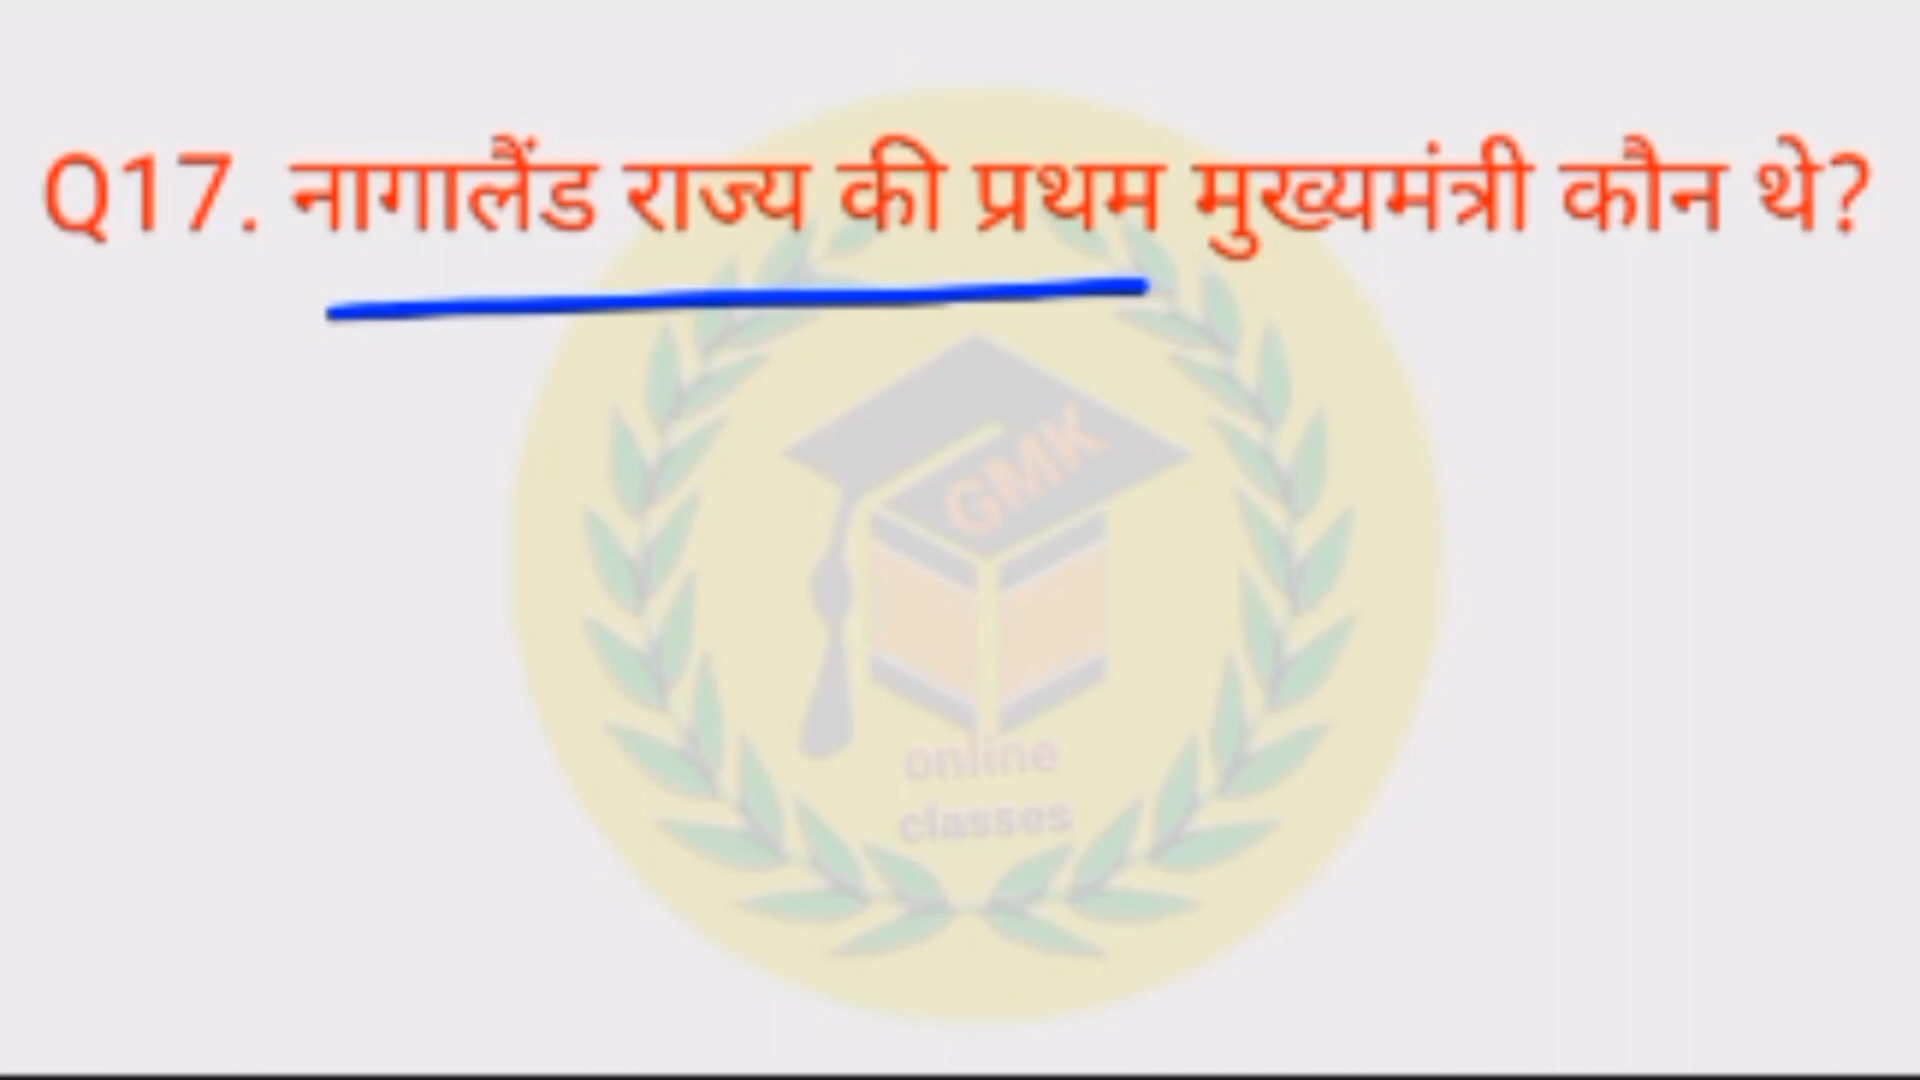 Q17. नागालैंड राज्य की प्रथम मुख्यमंत्री कौन थे?
GMK
online
classes